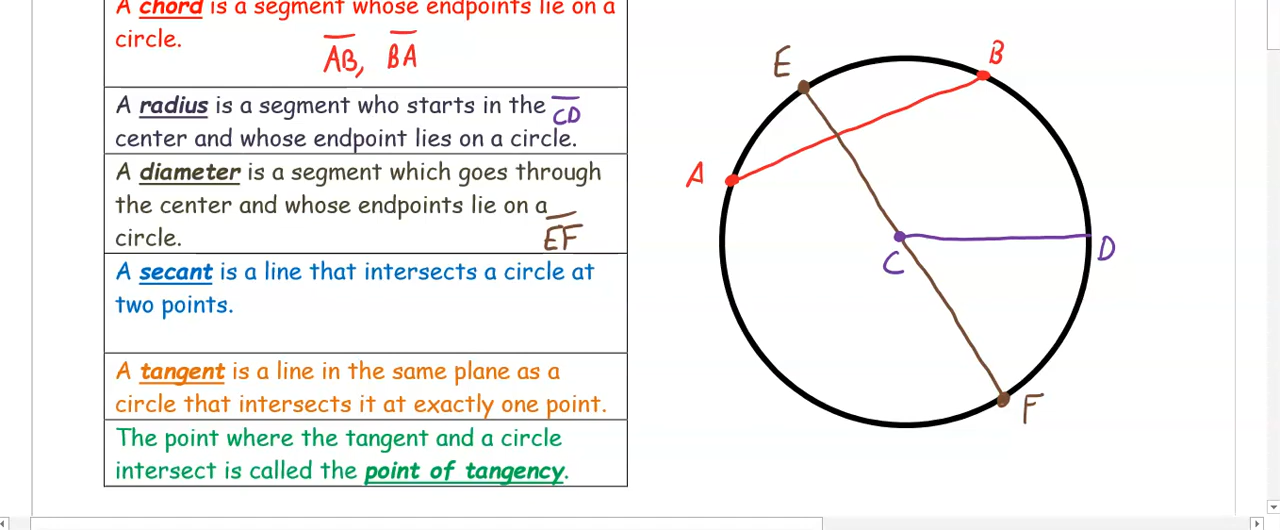 A chord is a segment whose endpoints lie on a
circle.
AB, BA
A radius is a segment who starts in the CD
center and whose endpoint lies on a circle.
A diameter is a segment which goes through
the center and whose endpoints lie on a
circle. EF
A secant is a line that intersects a circle at
two points.
A tangent is a line in the same plane as a
circle that intersects it at exactly one point.
The point where the tangent and a circle
intersect is called the point of tangency.
E
B
A
C
D
F